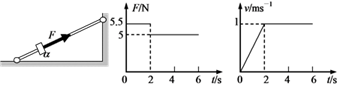 F
α
F/N
5.5
5
0 2 4 6 t/s
v/ms⁻¹
1
0 2 4 6 t/s